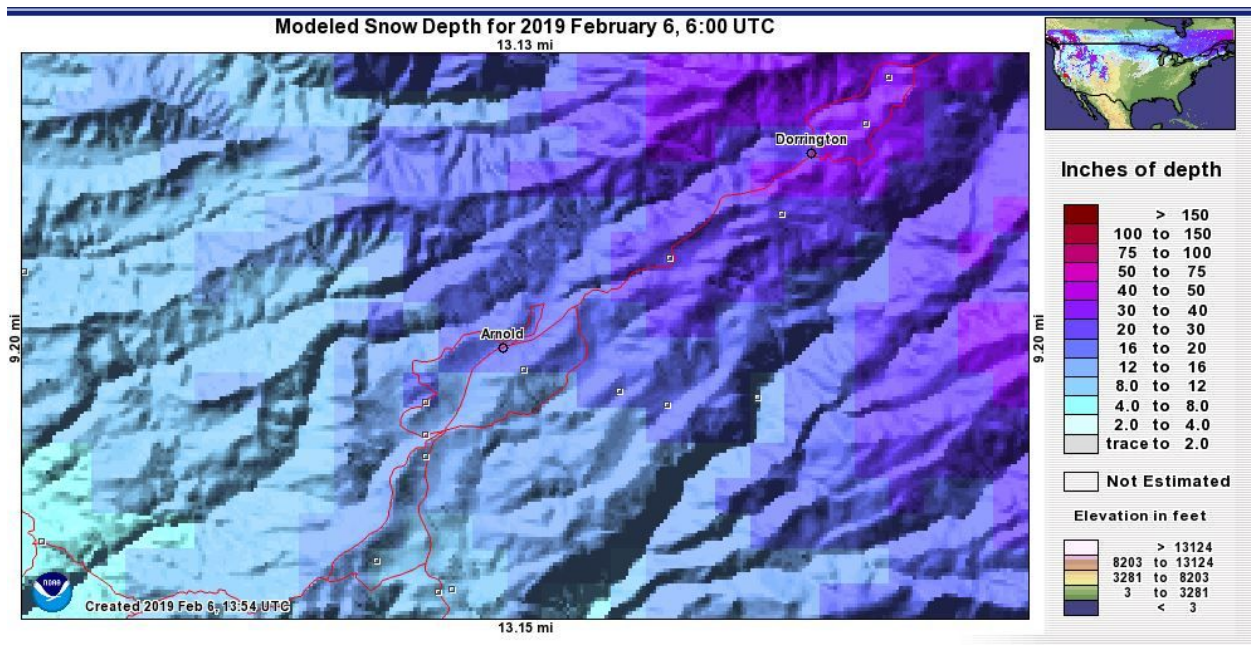 Modeled Snow Depth for 2019 February 6, 6:00 UTC
13.13 mi
Dorrington
Arnold
9.20 mi
9.20 mi
NOAA
Created 2019 Feb 6, 13:54 UTC
13.15 mi
Inches of depth
> 150
100 to 150
75 to 100
50 to 75
40 to 50
30 to 40
20 to 30
16 to 20
12 to 16
8.0 to 12
4.0 to 8.0
2.0 to 4.0
trace to 2.0
Not Estimated
Elevation in feet
> 13124
8203 to 13124
3281 to 8203
3 to 3281
< 3